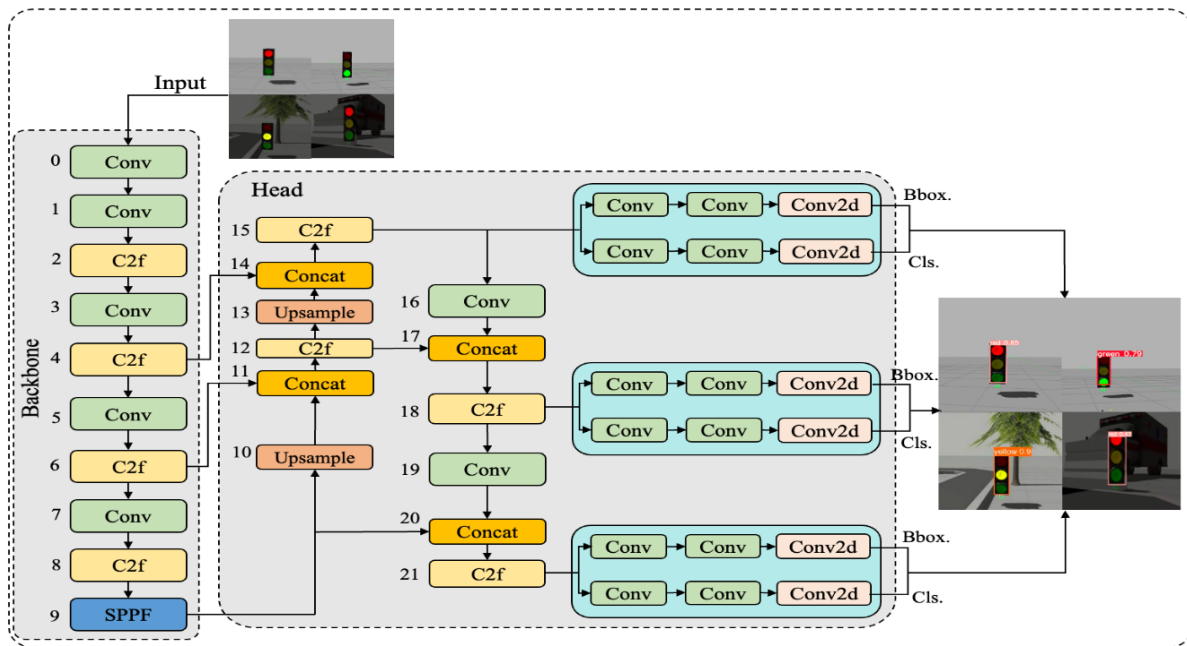 Input
Backbone
0
Conv
1
Conv
2
C2f
3
Conv
4
C2f
5
Conv
6
C2f
7
Conv
8
C2f
9
SPPF
Head
15
C2f
14
Concat
13
Upsample
12
C2f
11
Concat
10
Upsample
16
Conv
17
Concat
18
C2f
19
Conv
20
Concat
21
C2f
Conv Conv Conv2d Bbox.
Conv Conv Conv2d
Cls.
Conv Conv Conv2d Bbox.
Conv Conv Conv2d
Cls.
Conv Conv Conv2d Bbox.
Conv Conv Conv2d
Cls.
green 0.79
yellow 0.9